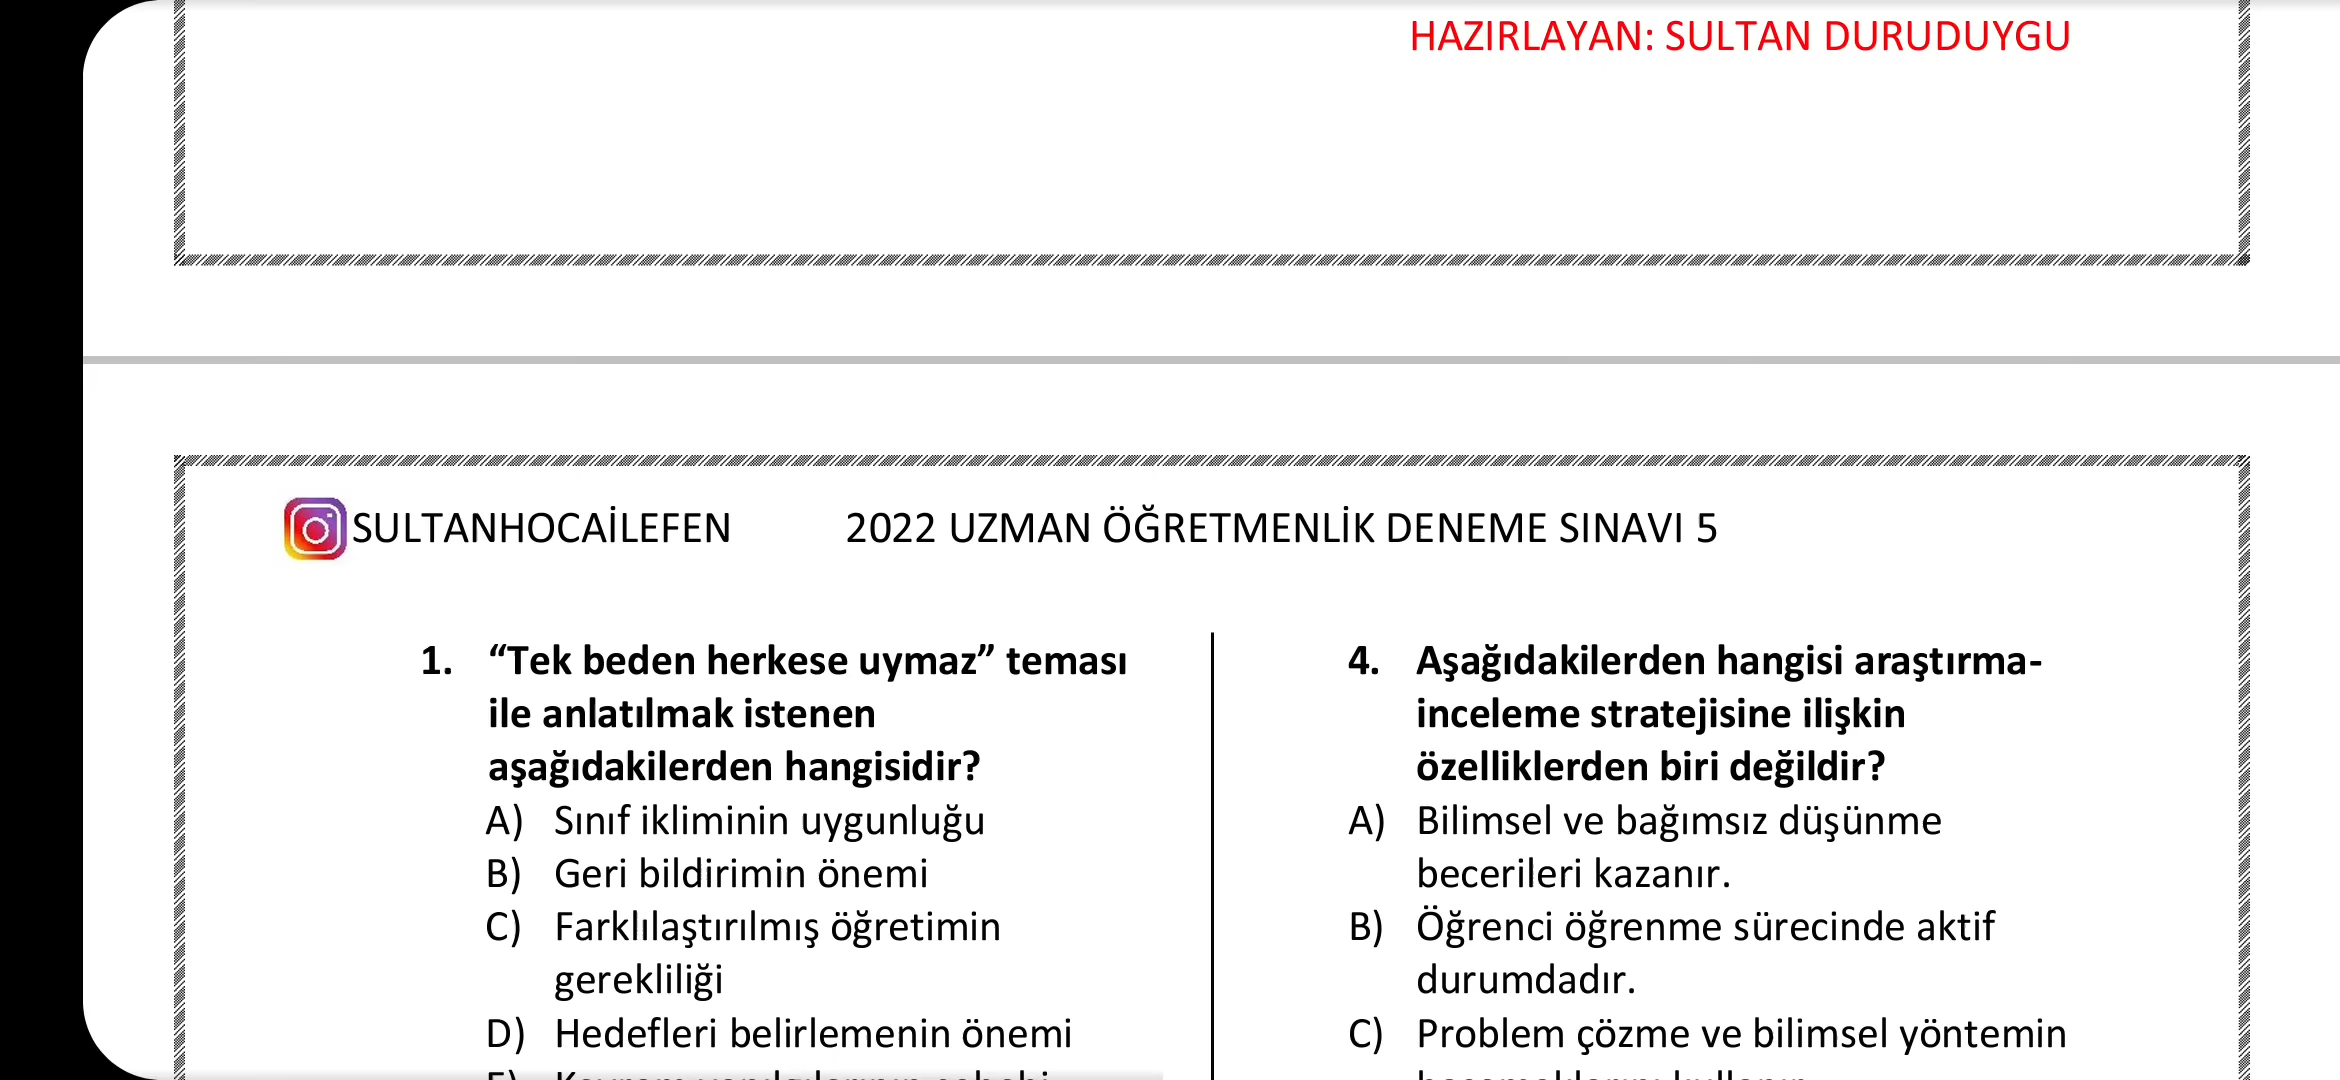 HAZIRLAYAN: SULTAN DURUDUYGU
SULTANHOCAİLEFEN 2022 UZMAN ÖĞRETMENLİK DENEME SINAVI 5
1. “Tek beden herkese uymaz” teması
ile anlatılmak istenen
aşağıdakilerden hangisidir?
A) Sınıf ikliminin uygunluğu
B) Geri bildirimin önemi
C) Farklılaştırılmış öğretimin
gerekliliği
D) Hedefleri belirlemenin önemi
4. Aşağıdakilerden hangisi araştırma-
inceleme stratejisine ilişkin
özelliklerden biri değildir?
A) Bilimsel ve bağımsız düşünme
becerileri kazanır.
B) Öğrenci öğrenme sürecinde aktif
durumdadır.
C) Problem çözme ve bilimsel yöntemin